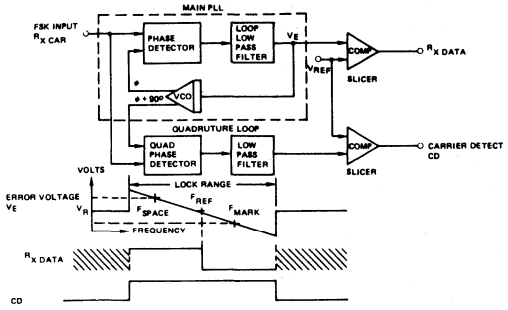 MAIN PLL
FSK INPUT
RX CAR
PHASE
DETECTOR
LOOP
LOW
PASS
FILTER
VE
COMP
RX DATA
VREF
SLICER
φ
φ + 90°
VCO
QUADRUTURE LOOP
QUAD
PHASE
DETECTOR
LOW
PASS
FILTER
COMP
CARRIER DETECT
CD
SLICER
VOLTS
LOCK RANGE
ERROR VOLTAGE
VE
VR
FSPACE
FREF
FMARK
FREQUENCY
RX DATA
CD